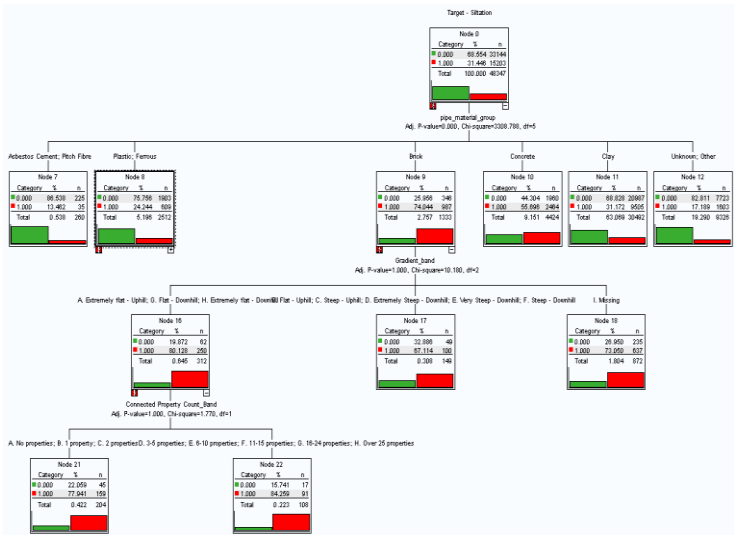 Target - Siltation
Node 0
Category % n
0.000 68.554 33144
1.000 31.446 15203
Total 100.000 48347
pipe_material_group
Adj. P-value=0.000, Chi-square=3308.788, df=5
Asbestos Cement; Pitch Fibre
Plastic; Ferrous
Brick
Concrete
Clay
Unknown; Other
Node 7
Category % n
0.000 86.538 225
1.000 13.462 35
Total 0.538 260
Node 8
Category % n
0.000 75.756 1903
1.000 24.244 609
Total 5.196 2512
Node 9
Category % n
0.000 25.956 346
1.000 74.044 987
Total 2.757 1333
Node 10
Category % n
0.000 44.304 1960
1.000 55.696 2464
Total 9.151 4424
Node 11
Category % n
0.000 68.828 20987
1.000 31.172 9505
Total 63.069 30492
Node 12
Category % n
0.000 82.811 7723
1.000 17.189 1603
Total 19.290 9326
Gradient_band
Adj. P-value=1.000, Chi-square=10.180, df=2
A. Extremely flat - Uphill; G. Flat - Downhill; H. Extremely flat - Downhill
Flat - Uphill; C. Steep - Uphill; D. Extremely Steep - Downhill; E. Very Steep - Downhill; F. Steep - Downhill
I. Missing
Node 16
Category % n
0.000 19.872 62
1.000 80.128 250
Total 0.645 312
Node 17
Category % n
0.000 32.886 49
1.000 67.114 100
Total 0.308 149
Node 18
Category % n
0.000 26.950 235
1.000 73.050 637
Total 1.804 872
Connected Property Count_Band
Adj. P-value=1.000, Chi-square=1.770, df=1
A. No properties; B. 1 property; C. 2 properties
D. 3-5 properties; E. 6-10 properties; F. 11-15 properties; G. 16-24 properties; H. Over 25 properties
Node 21
Category % n
0.000 22.059 45
1.000 77.941 159
Total 0.422 204
Node 22
Category % n
0.000 15.741 17
1.000 84.259 91
Total 0.223 108